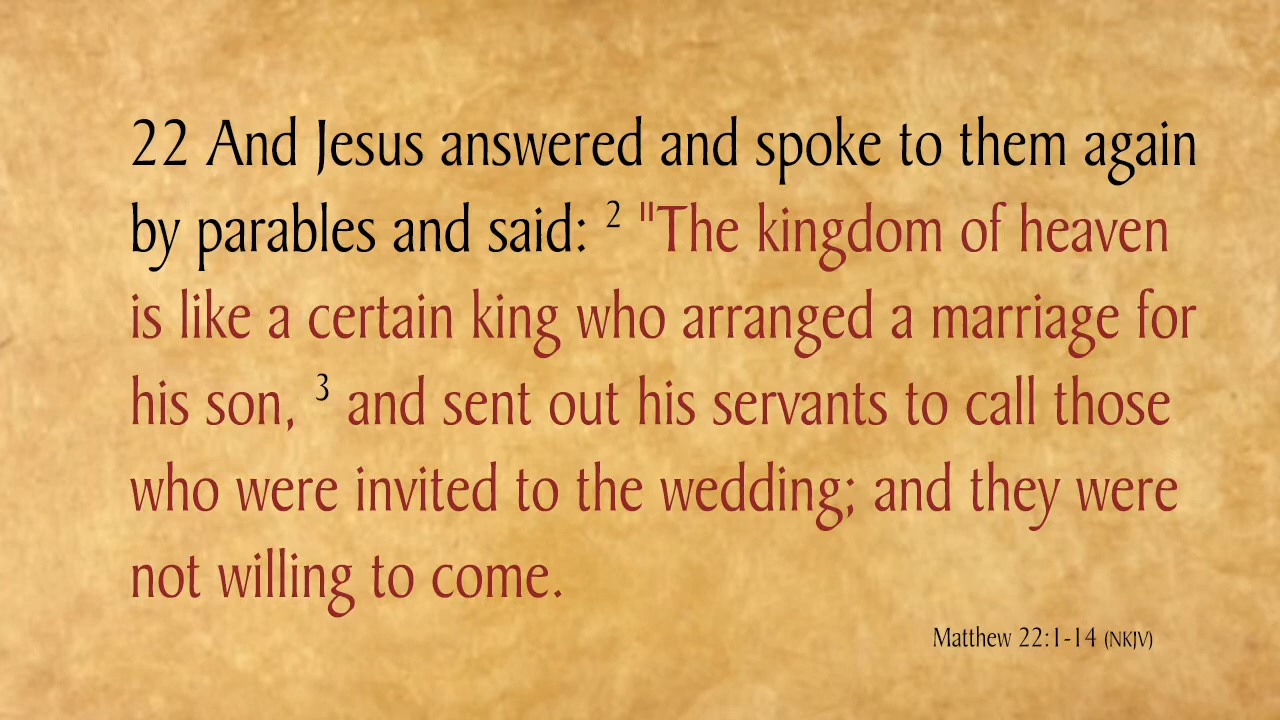 22 And Jesus answered and spoke to them again
by parables and said: 2 "The kingdom of heaven
is like a certain king who arranged a marriage for
his son, 3 and sent out his servants to call those
who were invited to the wedding; and they were
not willing to come.
Matthew 22:1-14 (NKJV)